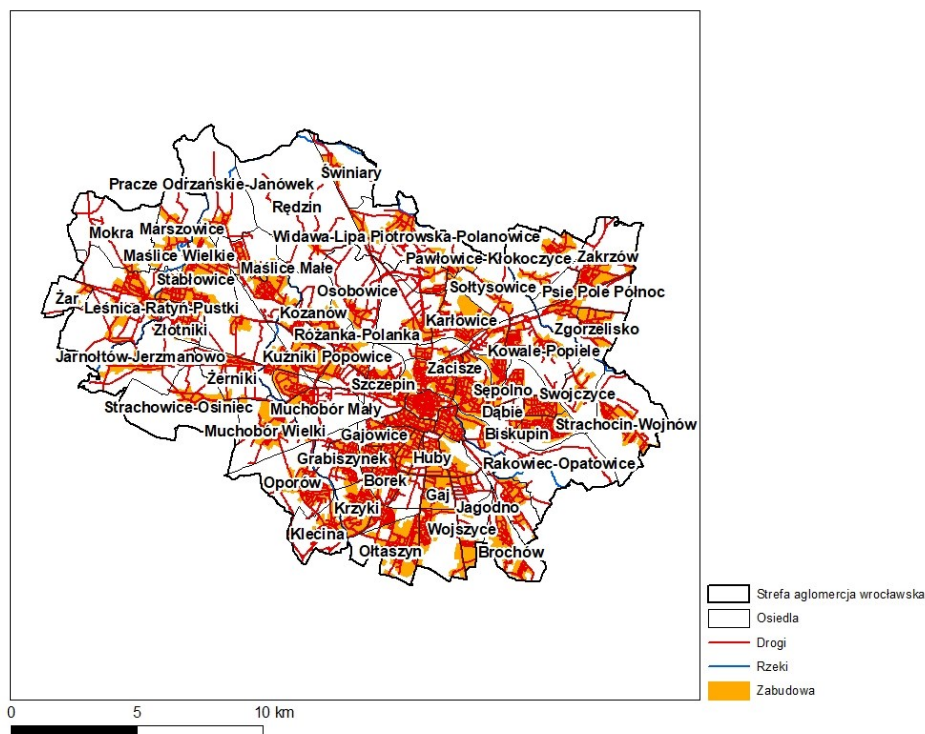 Świniary
Pracze Odrzańskie-Janówek
Rędzin
Mokra
Marszowice
Widawa-Lipa Piotrowska-Polanowice
Maślice Wielkie
Pawłowice-Kłokoczyce
Zakrzów
Maślice Małe
Stabłowice
Osobowice
Sołtysowice
Psie Pole Północ
Żar
Leśnica-Ratyń-Pustki
Kozanów
Karłowice
Złotniki
Różanka-Polanka
Zgorzelisko
Jarnołtów-Jerzmanowo
Kuźniki
Popowice
Kowale-Popiele
Żerniki
Szczepin
Zacisze
Sępolno
Swojczyce
Strachowice-Osiniec
Muchobór Mały
Dąbie
Strachocin-Wojnów
Muchobór Wielki
Gajowice
Biskupin
Grabiszynek
Huby
Rakowiec-Opatowice
Oporów
Borek
Gaj
Krzyki
Jagodno
Klecina
Wojszyce
Ołtaszyn
Brochów
Strefa aglomercja wrocławska
Osiedla
Drogi
Rzeki
Zabudowa
0 5 10 km